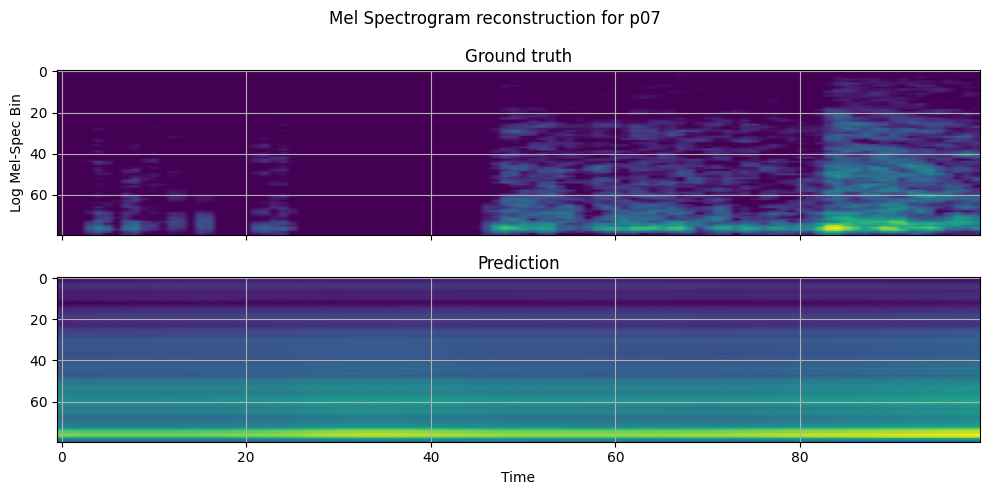 Mel Spectrogram reconstruction for p07
Ground truth
0
20
40
60
Log Mel-Spec Bin
Prediction
0
20
40
60
0 20 40 60 80
Time